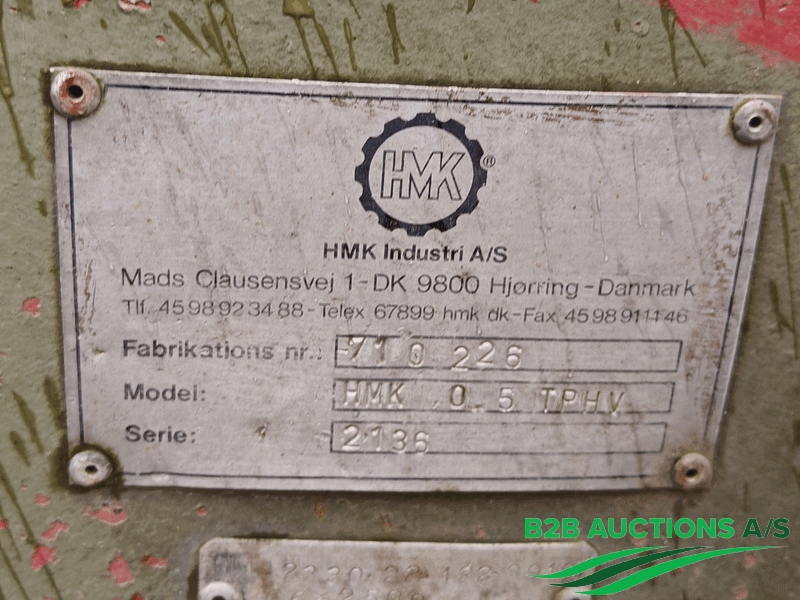 HMK ®
HMK Industri A/S
Mads Clausensvej 1-DK 9800 Hjørring-Danmark
Tlf. 45 98 92 34 88-Telex 67899 hmk dk-Fax 45 98 91 14 46
Fabrikations nr.: 710 226
Model: HMK 0.5 TPHV
Serie: 2136
B2B AUCTIONS A/S